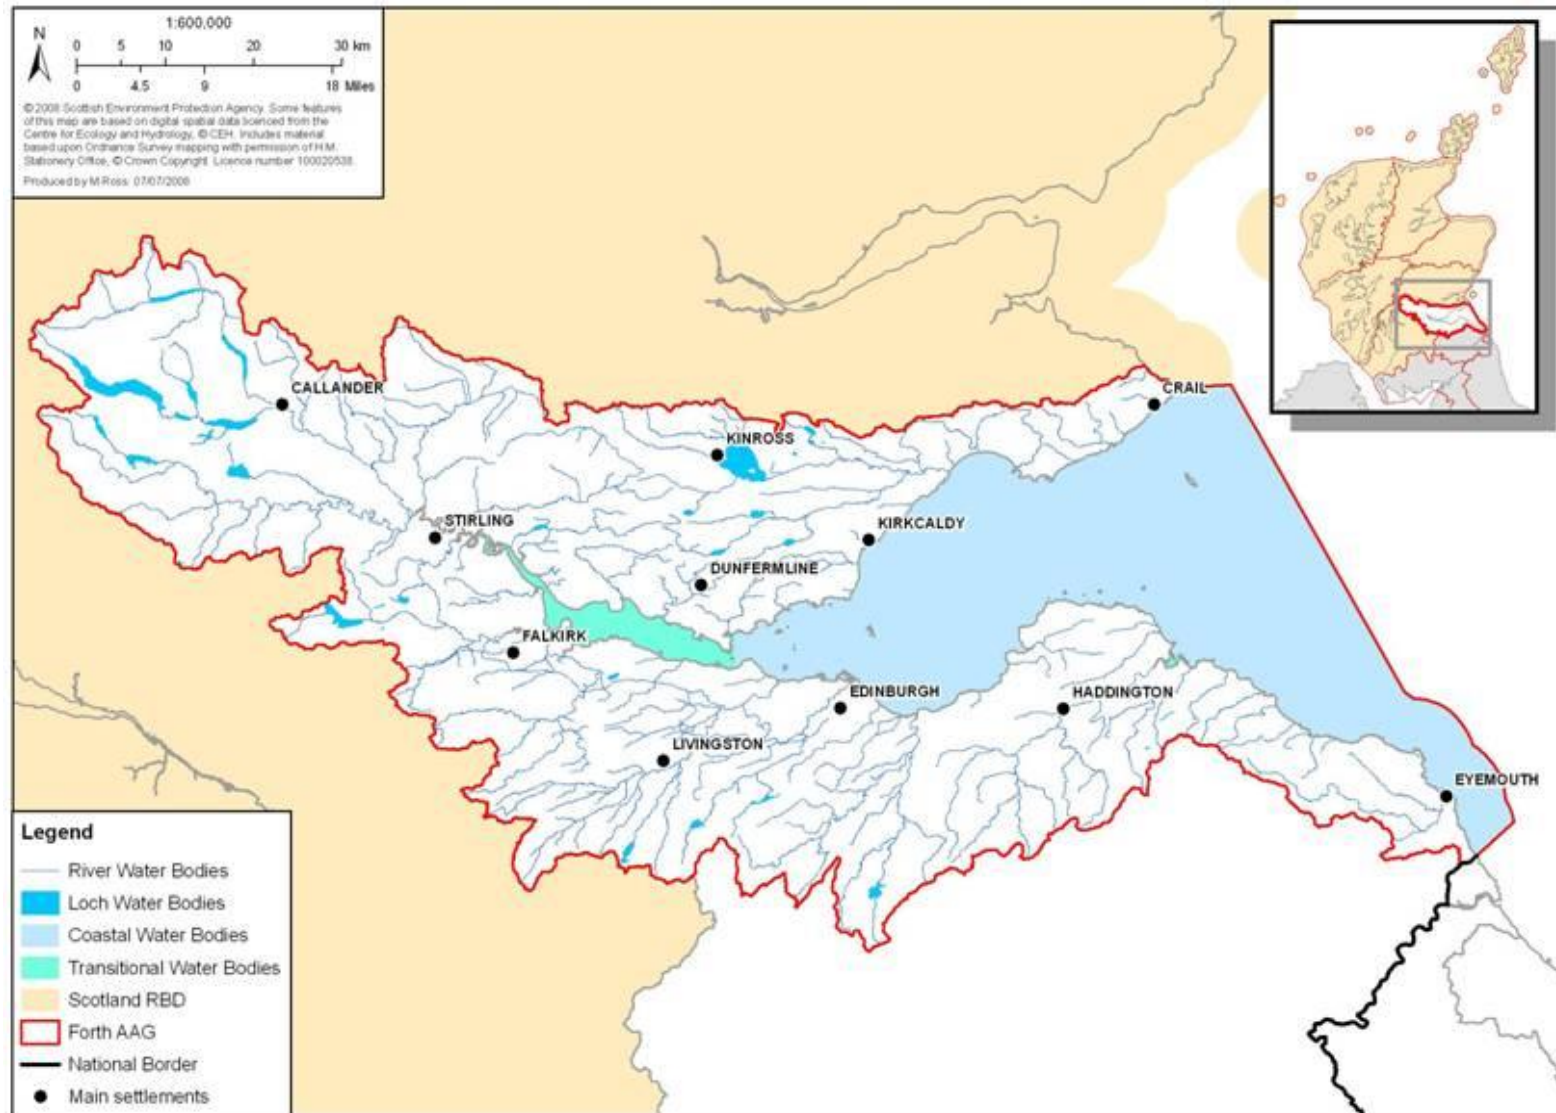 1:600,000
N
0 5 10 20 30 km
0 4.5 9 18 Miles
© 2008 Scottish Environment Protection Agency. Some features
of this map are based on digital spatial data licenced from the
Centre for Ecology and Hydrology, © CEH. Includes material
based upon Ordnance Survey mapping with permission of H.M.
Stationery Office, © Crown Copyright. Licence number 100020538.
Produced by M Ross: 07/07/2008
CALLANDER
CRAIL
KINROSS
STIRLING
KIRKCALDY
DUNFERMLINE
FALKIRK
EDINBURGH
HADDINGTON
LIVINGSTON
EYEMOUTH
Legend
River Water Bodies
Loch Water Bodies
Coastal Water Bodies
Transitional Water Bodies
Scotland RBD
Forth AAG
National Border
Main settlements